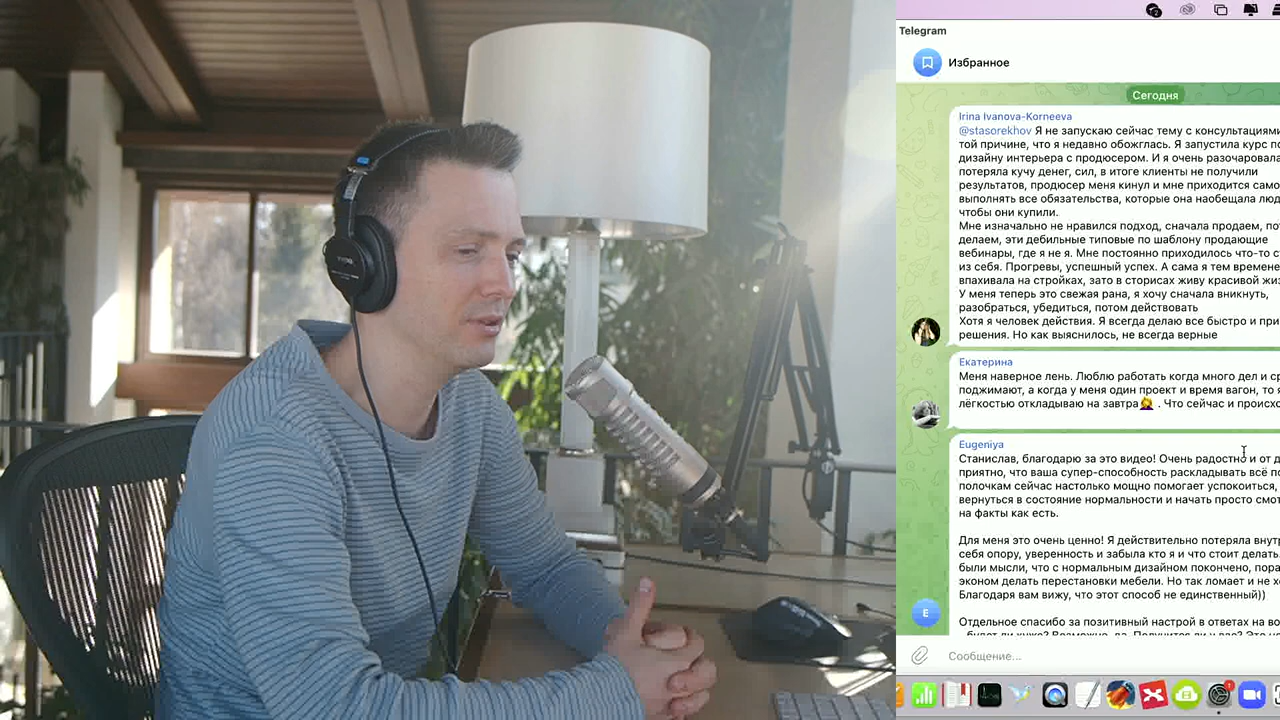 Telegram
Избранное
Сегодня
Irina Ivanova-Korneeva
@stasorekhov Я не запускаю сейчас тему с консультациями
той причине, что я недавно обожглась. Я запустила курс по
дизайну интерьера с продюсером. И я очень разочаровала
потеряла кучу денег, сил, в итоге клиенты не получили
результатов, продюсер меня кинул и мне приходится само
выполнять все обязательства, которые она наобещала люд
чтобы они купили.
Мне изначально не нравился подход, сначала продаем, по
делаем, эти дебильные типовые по шаблону продающие
вебинары, где я не я. Мне постоянно приходилось что-то с
из себя. Прогревы, успешный успех. А сама я тем времене
впахивала на стройках, зато в сторисах живу красивой жи
У меня теперь это свежая рана, я хочу сначала вникнуть,
разобраться, убедиться, потом действовать
Хотя я человек действия. Я всегда делаю все быстро и при
решения. Но как выяснилось, не всегда верные
Екатерина
Меня наверное лень. Люблю работать когда много дел и ср
поджимают, а когда у меня один проект и время вагон, то я
лёгкостью откладываю на завтра🤦‍♀️ . Что сейчас и происхо
Eugeniya
Станислав, благодарю за это видео! Очень радостно и от д
приятно, что ваша супер-способность раскладывать всё по
полочкам сейчас настолько мощно помогает успокоиться,
вернуться в состояние нормальности и начать просто смот
на факты как есть.
Для меня это очень ценно! Я действительно потеряла внут
себя опору, уверенность и забыла кто я и что стоит делать
были мысли, что с нормальным дизайном покончено, пора
эконом делать перестановки мебели. Но так ломает и не х
Благодаря вам вижу, что этот способ не единственный))
E
Отдельное спасибо за позитивный настрой в ответах на во
Сообщение...